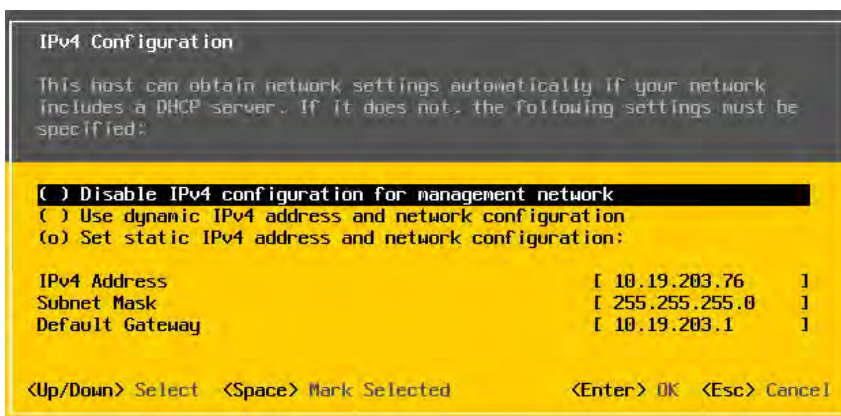 IPv4 Configuration
This host can obtain network settings automatically if your network
includes a DHCP server. If it does not, the following settings must be
specified:
( ) Disable IPv4 configuration for management network
( ) Use dynamic IPv4 address and network configuration
(o) Set static IPv4 address and network configuration:
IPv4 Address [ 10.19.203.76 ]
Subnet Mask [ 255.255.255.0 ]
Default Gateway [ 10.19.203.1 ]
<Up/Down> Select <Space> Mark Selected <Enter> OK <Esc> Cancel